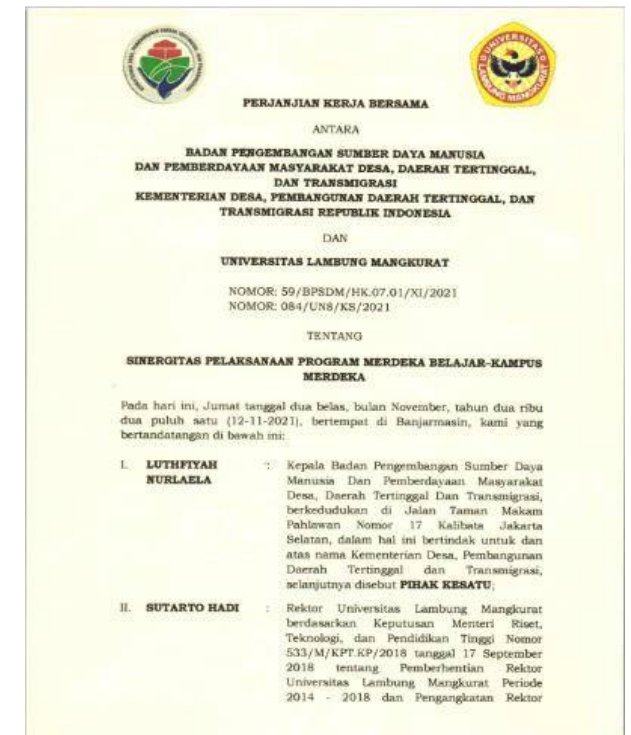 UNIVERSITAS
LAMBUNG MANGKURAT
PERJANJIAN KERJA BERSAMA
ANTARA
BADAN PENGEMBANGAN SUMBER DAYA MANUSIA
DAN PEMBERDAYAAN MASYARAKAT DESA, DAERAH TERTINGGAL,
DAN TRANSMIGRASI
KEMENTERIAN DESA, PEMBANGUNAN DAERAH TERTINGGAL, DAN
TRANSMIGRASI REPUBLIK INDONESIA
DAN
UNIVERSITAS LAMBUNG MANGKURAT
NOMOR: 59/BPSDM/HK.07.01/XI/2021
NOMOR: 084/UN8/KS/2021
TENTANG
SINERGITAS PELAKSANAAN PROGRAM MERDEKA BELAJAR-KAMPUS
MERDEKA
Pada hari ini, Jumat tanggal dua belas, bulan November, tahun dua ribu
dua puluh satu (12-11-2021), bertempat di Banjarmasin, kami yang
bertandatangan di bawah ini:
I. LUTHFIYAH NURLAELA : Kepala Badan Pengembangan Sumber Daya
Manusia Dan Pemberdayaan Masyarakat
Desa, Daerah Tertinggal Dan Transmigrasi,
berkedudukan di Jalan Taman Makam
Pahlawan Nomor 17 Kalibata Jakarta
Selatan, dalam hal ini bertindak untuk dan
atas nama Kementerian Desa, Pembangunan
Daerah Tertinggal dan Transmigrasi,
selanjutnya disebut PIHAK KESATU;
II. SUTARTO HADI : Rektor Universitas Lambung Mangkurat
berdasarkan Keputusan Menteri Riset,
Teknologi, dan Pendidikan Tinggi Nomor
533/M/KPT.KP/2018 tanggal 17 September
2018 tentang Pemberhentian Rektor
Universitas Lambung Mangkurat Periode
2014 - 2018 dan Pengangkatan Rektor